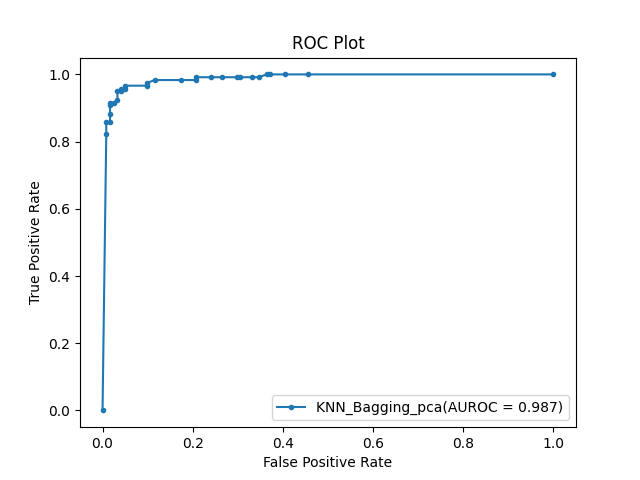 ROC Plot
1.0
0.8
0.6
0.4
0.2
0.0
True Positive Rate
KNN_Bagging_pca(AUROC = 0.987)
0.0 0.2 0.4 0.6 0.8 1.0
False Positive Rate